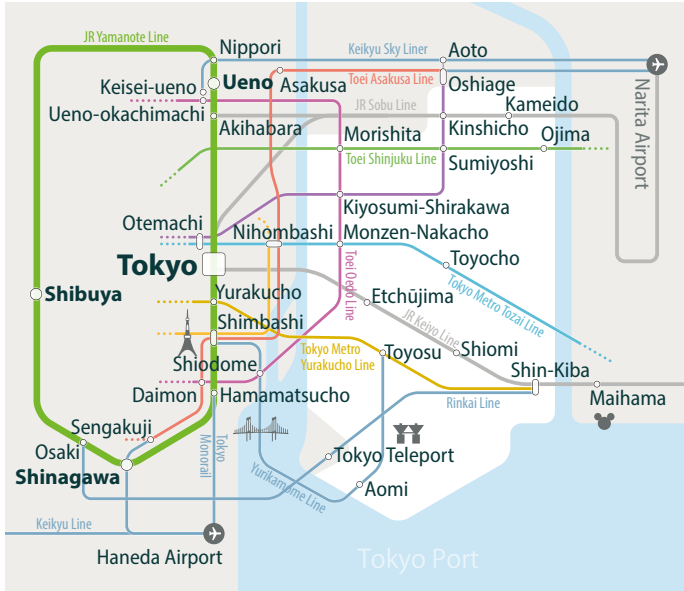 JR Yamanote Line
Nippori
Keikyu Sky Liner
Aoto
Keisei-ueno
Ueno
Asakusa
Toei Asakusa Line
Oshiage
Narita Airport
Ueno-okachimachi
JR Sobu Line
Kameido
Akihabara
Morishita
Kinshicho
Ojima
Toei Shinjuku Line
Sumiyoshi
Kiyosumi-Shirakawa
Otemachi
Nihombashi
Monzen-Nakacho
Tokyo
Toei Oedo Line
Toyocho
Tokyo Metro Tozai Line
Shibuya
Yurakucho
Etchūjima
JR Keiyo Line
Shimbashi
Tokyo Metro
Yurakucho Line
Toyosu
Shiomi
Shiodome
Shin-Kiba
Daimon
Hamamatsucho
Rinkai Line
Maihama
Sengakuji
Osaki
Tokyo
Monorail
Shinagawa
Tokyo Teleport
Yurikamome Line
Aomi
Keikyu Line
Haneda Airport
Tokyo Port